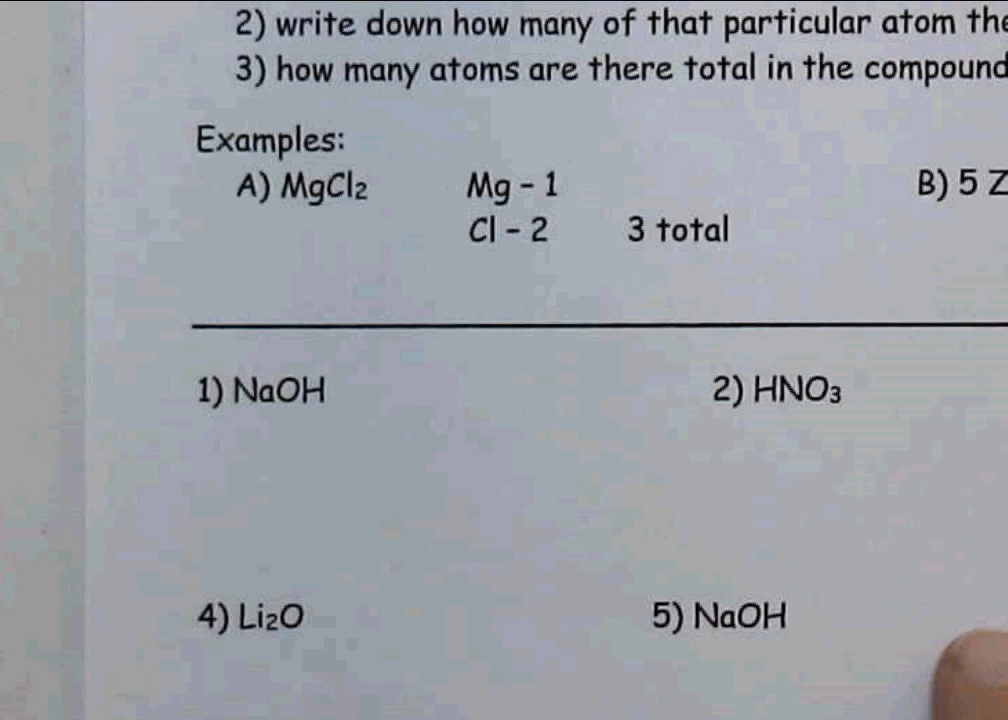 2) write down how many of that particular atom the
3) how many atoms are there total in the compound
Examples:
A) MgCl₂ Mg - 1 B) 5 Z
Cl - 2 3 total
1) NaOH 2) HNO₃
4) Li₂O 5) NaOH